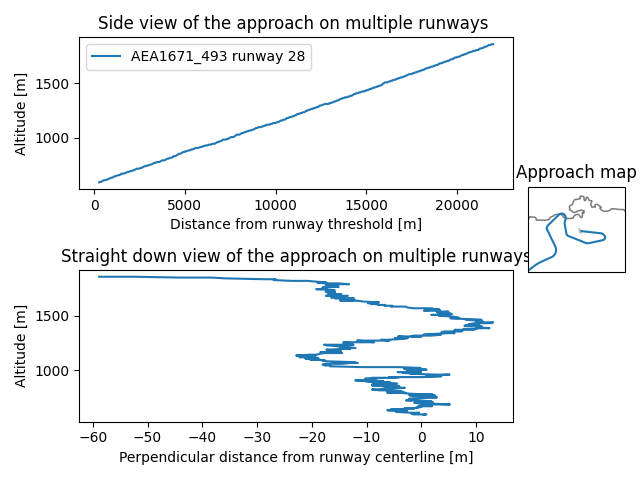 Side view of the approach on multiple runways
Altitude [m]
1500
1000
AEA1671_493 runway 28
0 5000 10000 15000 20000
Distance from runway threshold [m]
Approach map
Straight down view of the approach on multiple runways
Altitude [m]
1500
1000
−60 −50 −40 −30 −20 −10 0 10
Perpendicular distance from runway centerline [m]